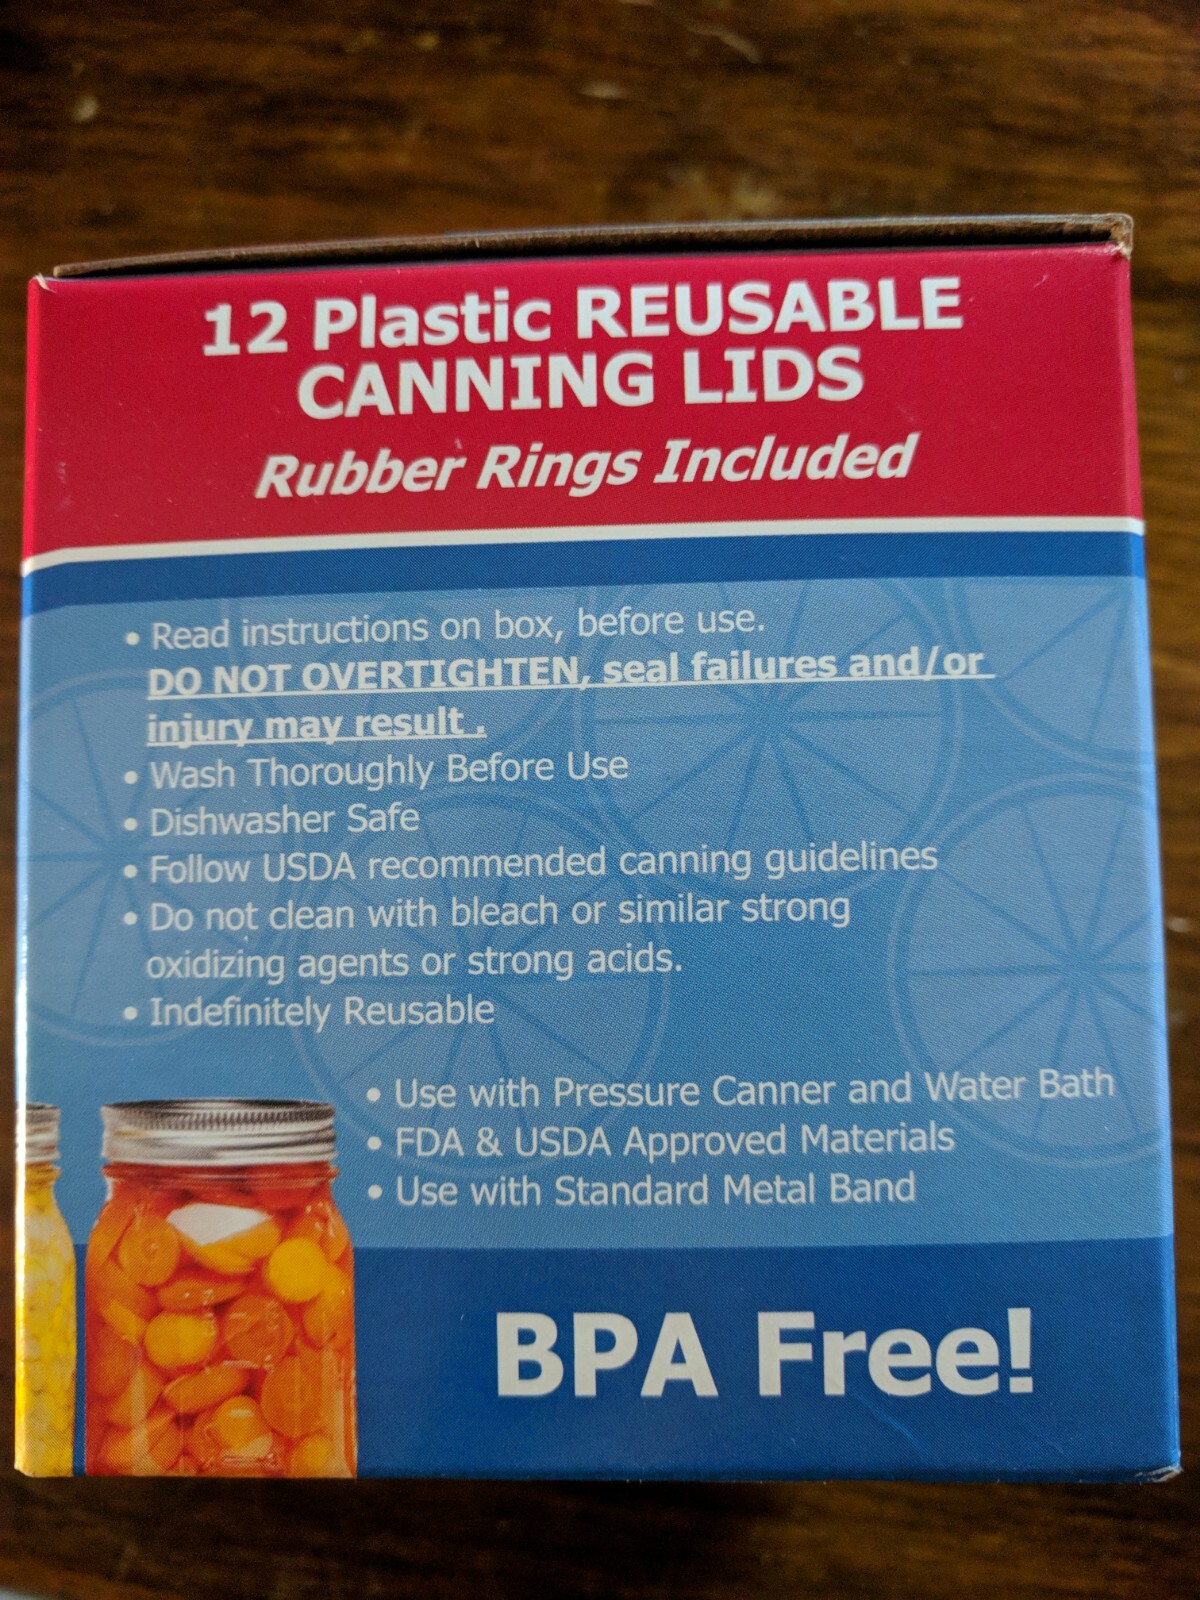 12 Plastic REUSABLE
CANNING LIDS
Rubber Rings Included
• Read instructions on box, before use.
DO NOT OVERTIGHTEN, seal failures and/or
injury may result .
• Wash Thoroughly Before Use
• Dishwasher Safe
• Follow USDA recommended canning guidelines
• Do not clean with bleach or similar strong
oxidizing agents or strong acids.
• Indefinitely Reusable
• Use with Pressure Canner and Water Bath
• FDA & USDA Approved Materials
• Use with Standard Metal Band
BPA Free!